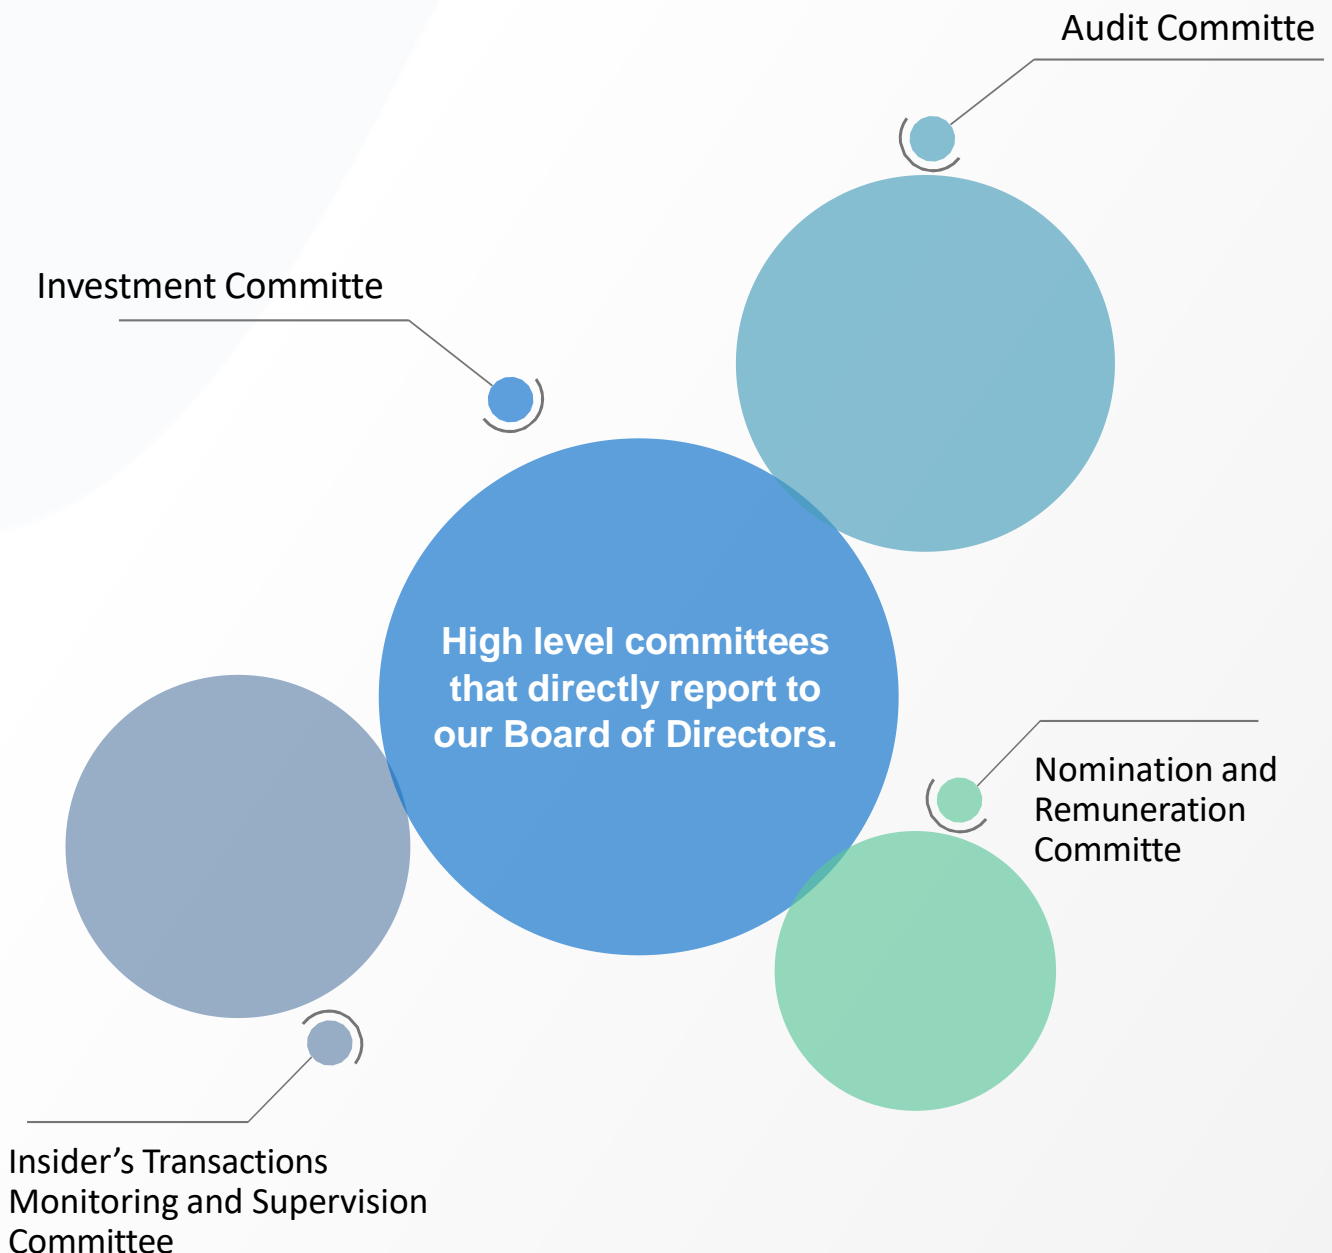 Audit Committe
Investment Committe
High level committees
that directly report to
our Board of Directors.
Nomination and
Remuneration
Committe
Insider’s Transactions
Monitoring and Supervision
Committee